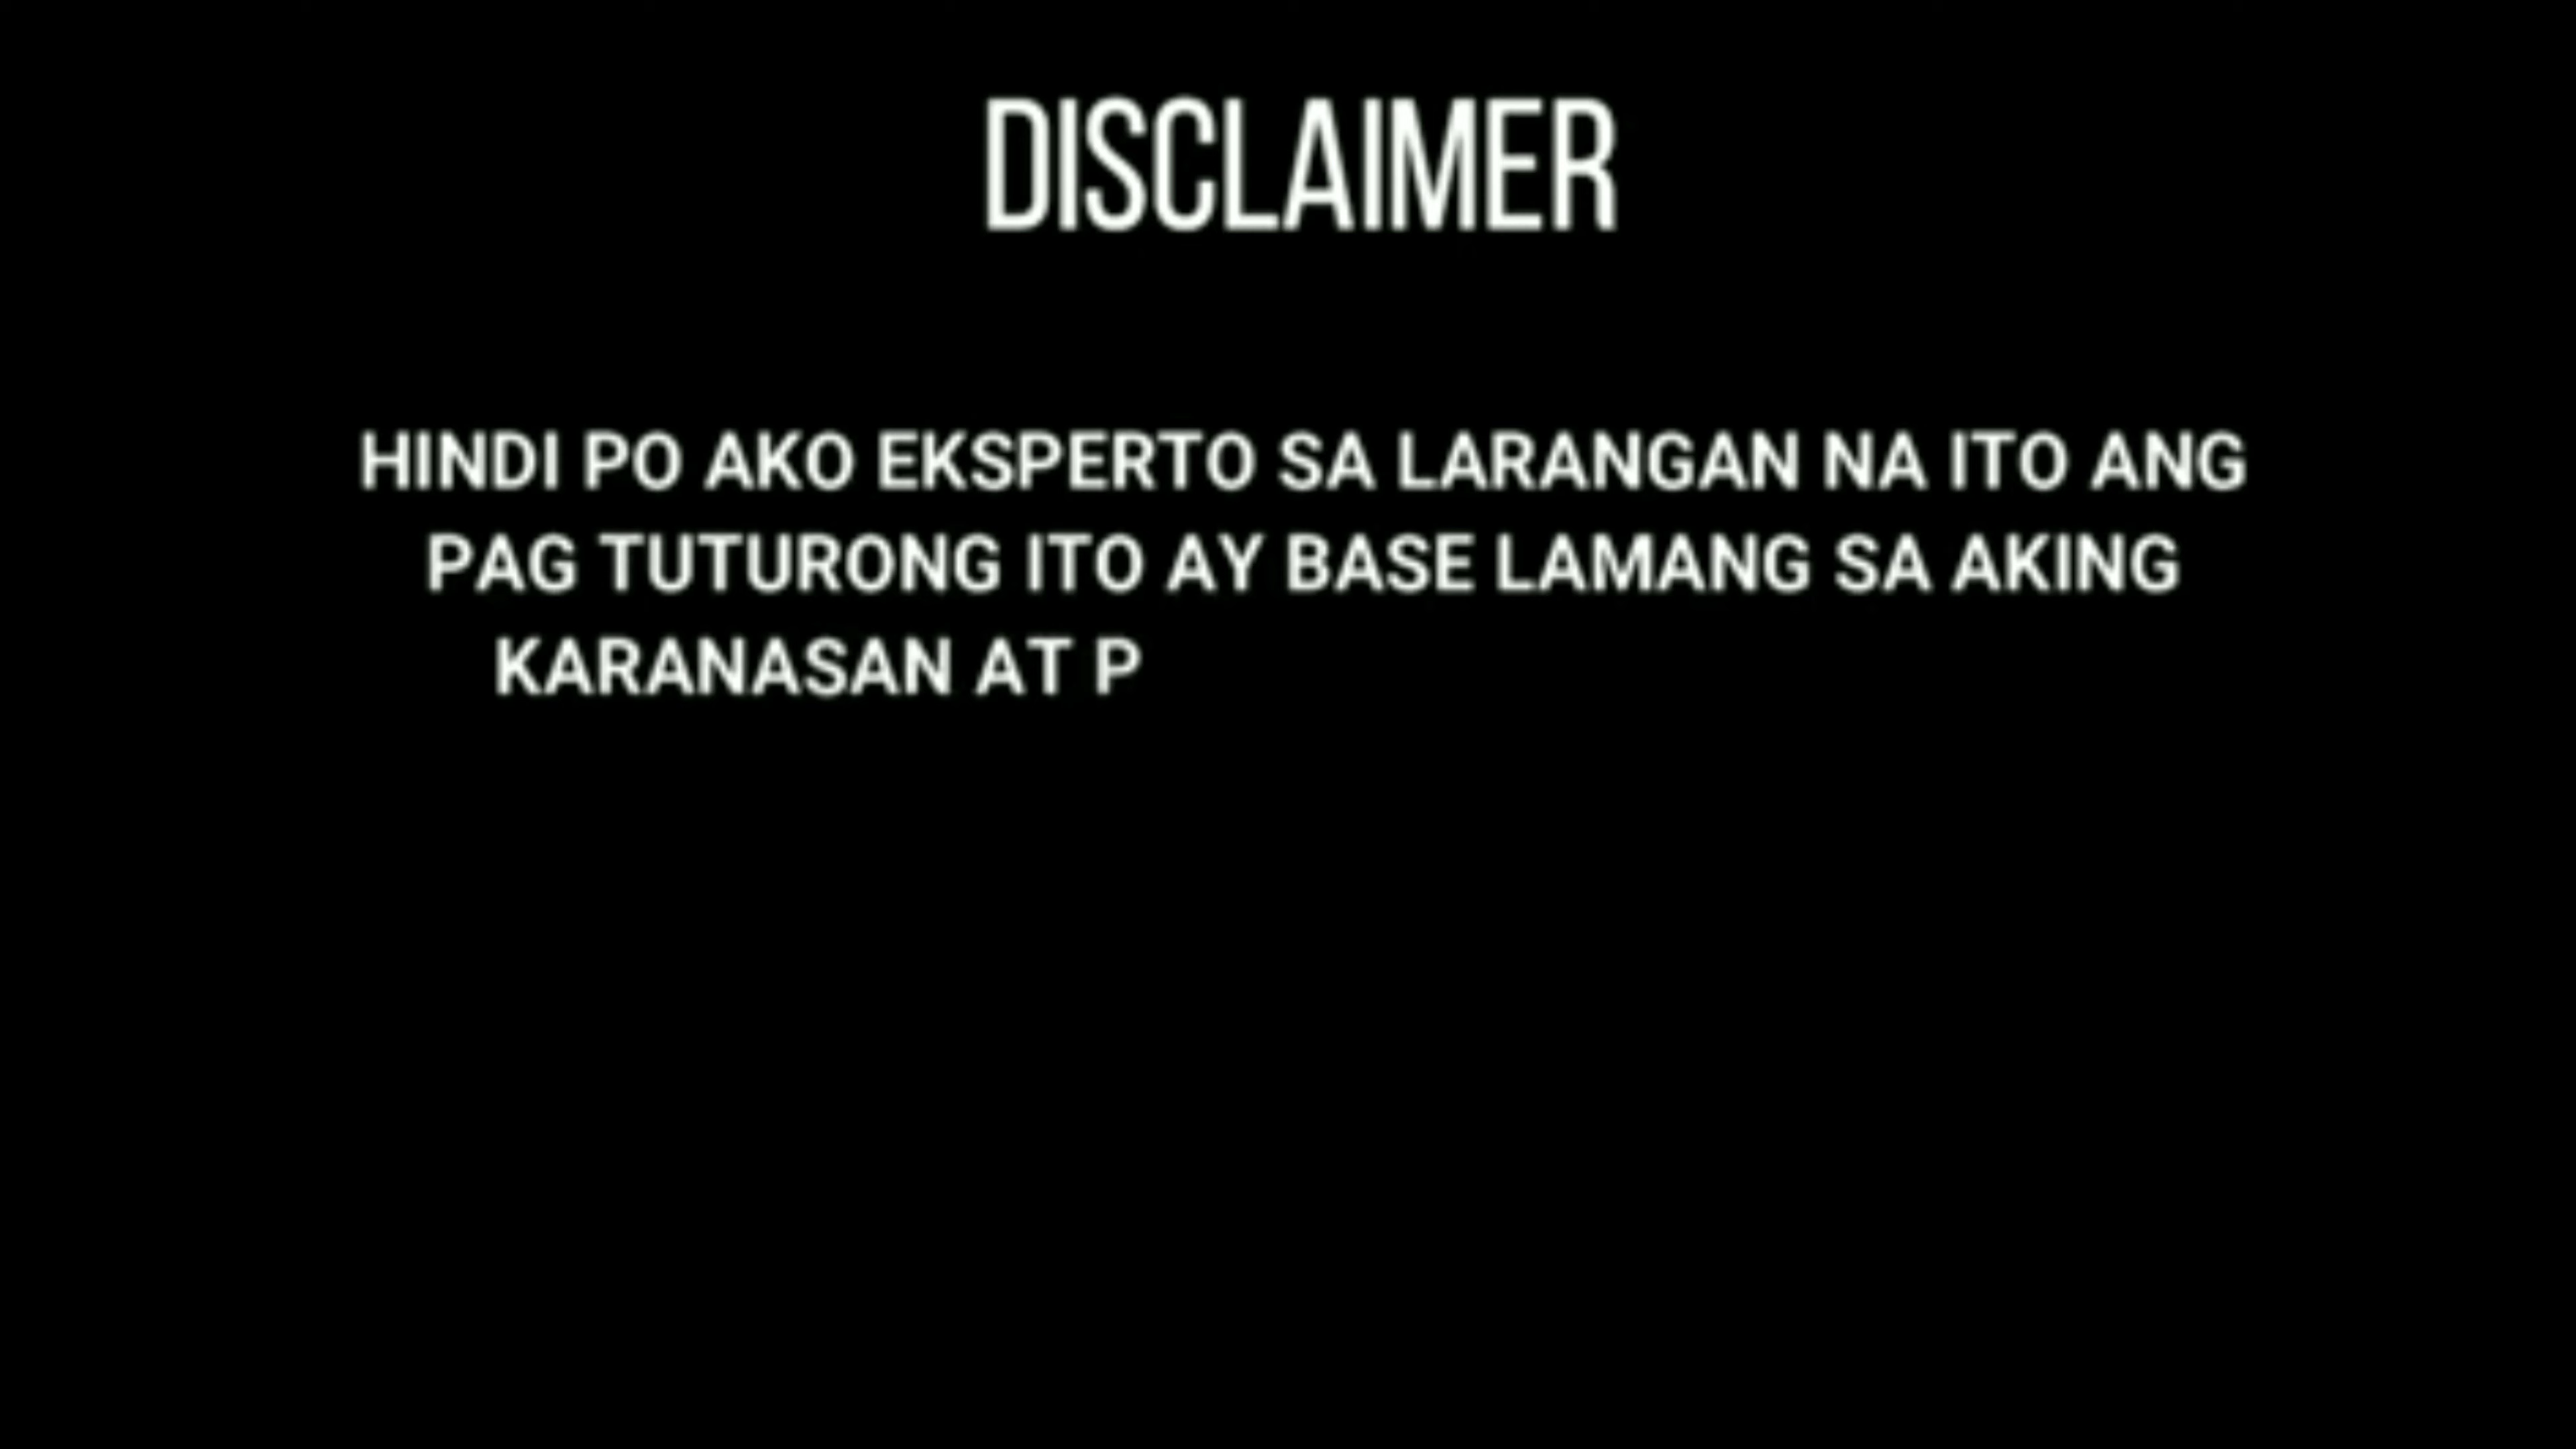 DISCLAIMER
HINDI PO AKO EKSPERTO SA LARANGAN NA ITO ANG
PAG TUTURONG ITO AY BASE LAMANG SA AKING
KARANASAN AT P